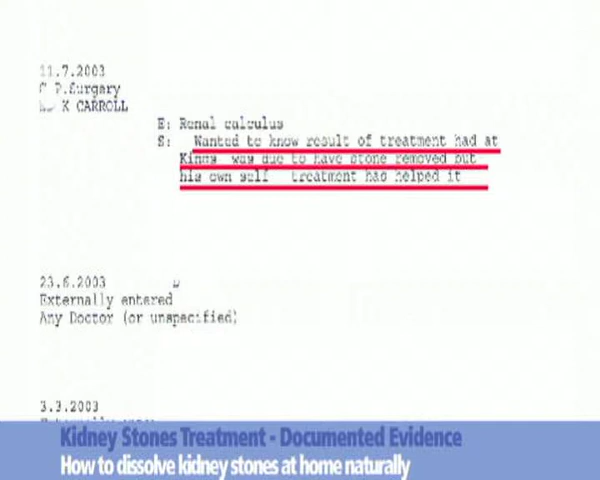 11.7.2003
P.Surgery
K CARROLL
E: Renal calculus
S: Wanted to know result of treatment had at
Kings was due to have stone removed but
his own self treatment has helped it
23.6.2003
Externally entered
Any Doctor (or unspecified)
3.3.2003
Kidney Stones Treatment - Documented Evidence
How to dissolve kidney stones at home naturally